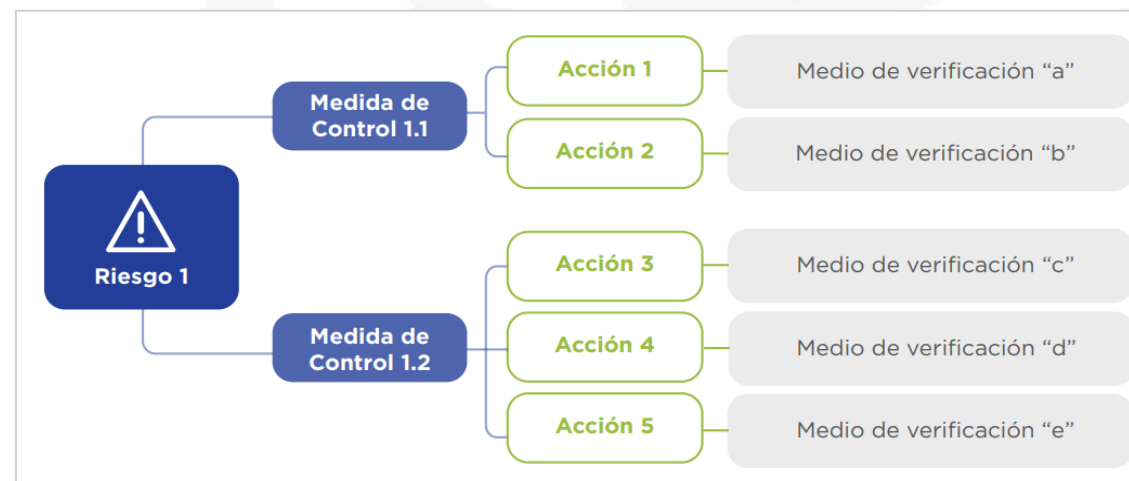 Acción 1
Medio de verificación “a”
Medida de
Control 1.1
Acción 2
Medio de verificación “b”
Riesgo 1
Acción 3
Medio de verificación “c”
Medida de
Control 1.2
Acción 4
Medio de verificación “d”
Acción 5
Medio de verificación “e”